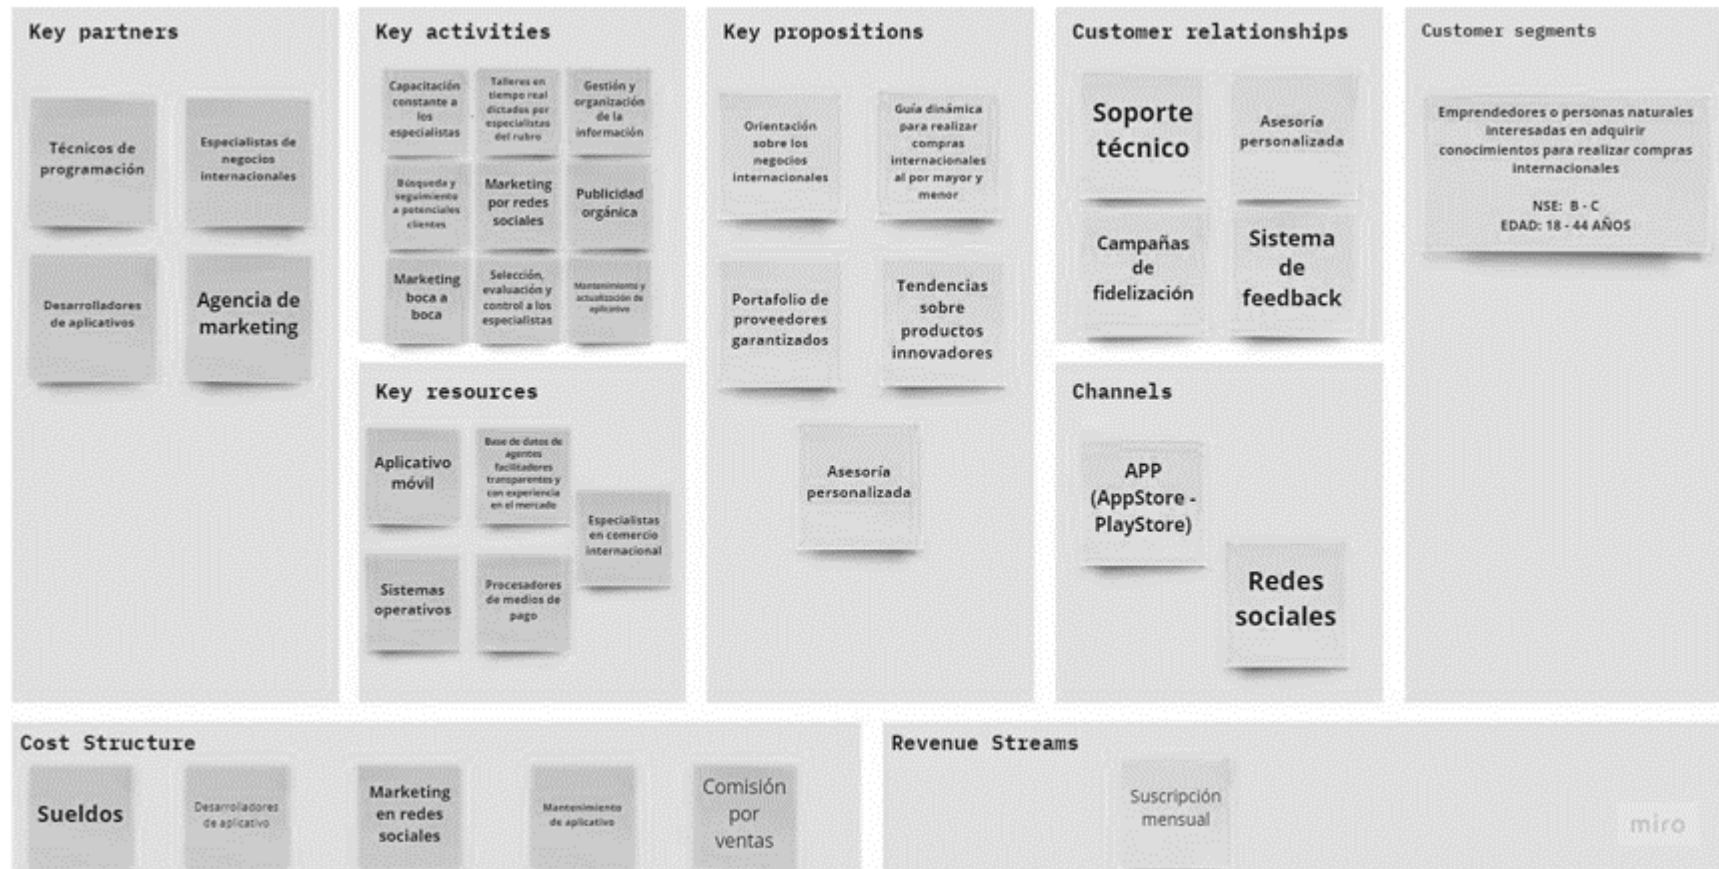 Key partners
Técnicos de
programación
Especialistas de
negocios
internacionales
Desarrolladores
de aplicativos
Agencia de
marketing
Key activities
Capacitación
constante a
los
especialistas
Talleres en
tiempo real
dictados por
especialistas
del rubro
Gestión y
organización
de la
información
Búsqueda y
seguimiento
a potenciales
clientes
Marketing
por redes
sociales
Publicidad
orgánica
Marketing
boca a
boca
Selección,
evaluación y
control a los
especialistas
Mantenimiento y
actualización de
aplicativo
Key resources
Aplicativo
móvil
Base de datos de
agentes
facilitadores
transparentes y
con experiencia
en el mercado
Especialistas
en comercio
internacional
Sistemas
operativos
Procesadores
de medios de
pago
Key propositions
Orientación
sobre los
negocios
internacionales
Guía dinámica
para realizar
compras
internacionales
al por mayor y
menor
Portafolio de
proveedores
garantizados
Tendencias
sobre
productos
innovadores
Asesoría
personalizada
Customer relationships
Soporte
técnico
Asesoría
personalizada
Campañas
de
fidelización
Sistema
de
feedback
Channels
APP
(AppStore -
PlayStore)
Redes
sociales
Customer segments
Emprendedores o personas naturales
interesadas en adquirir
conocimientos para realizar compras
internacionales
NSE: B - C
EDAD: 18 - 44 AÑOS
Cost Structure
Sueldos
Desarrolladores
de aplicativo
Marketing
en redes
sociales
Mantenimiento
de aplicativo
Comisión
por
ventas
Revenue Streams
Suscripción
mensual
miro